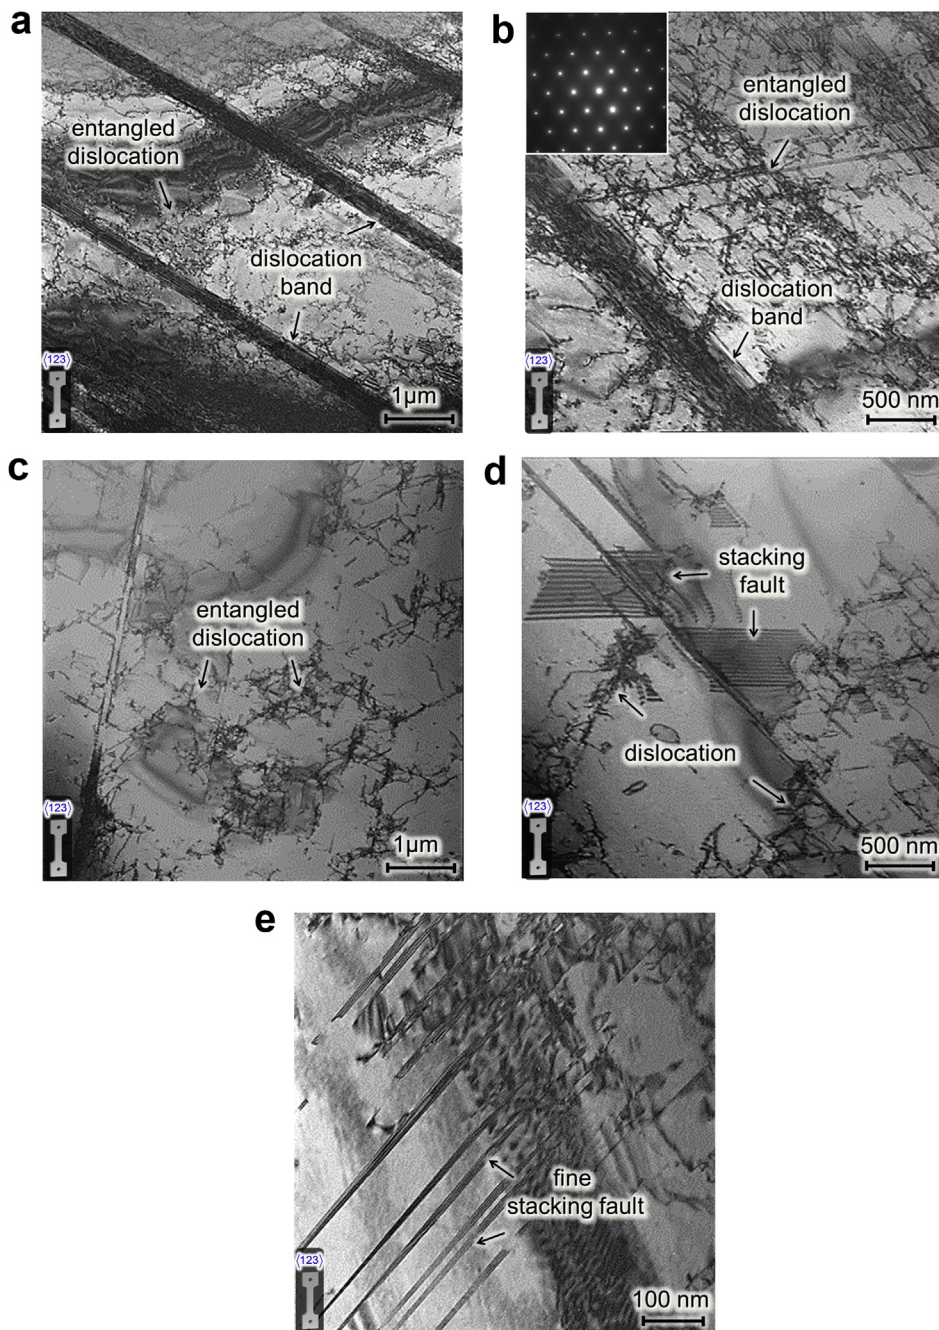 a
entangled
dislocation
dislocation
band
⟨123⟩
1μm
b
entangled
dislocation
dislocation
band
⟨123⟩
500 nm
c
entangled
dislocation
⟨123⟩
1μm
d
stacking
fault
dislocation
⟨123⟩
500 nm
e
fine
stacking fault
⟨123⟩
100 nm